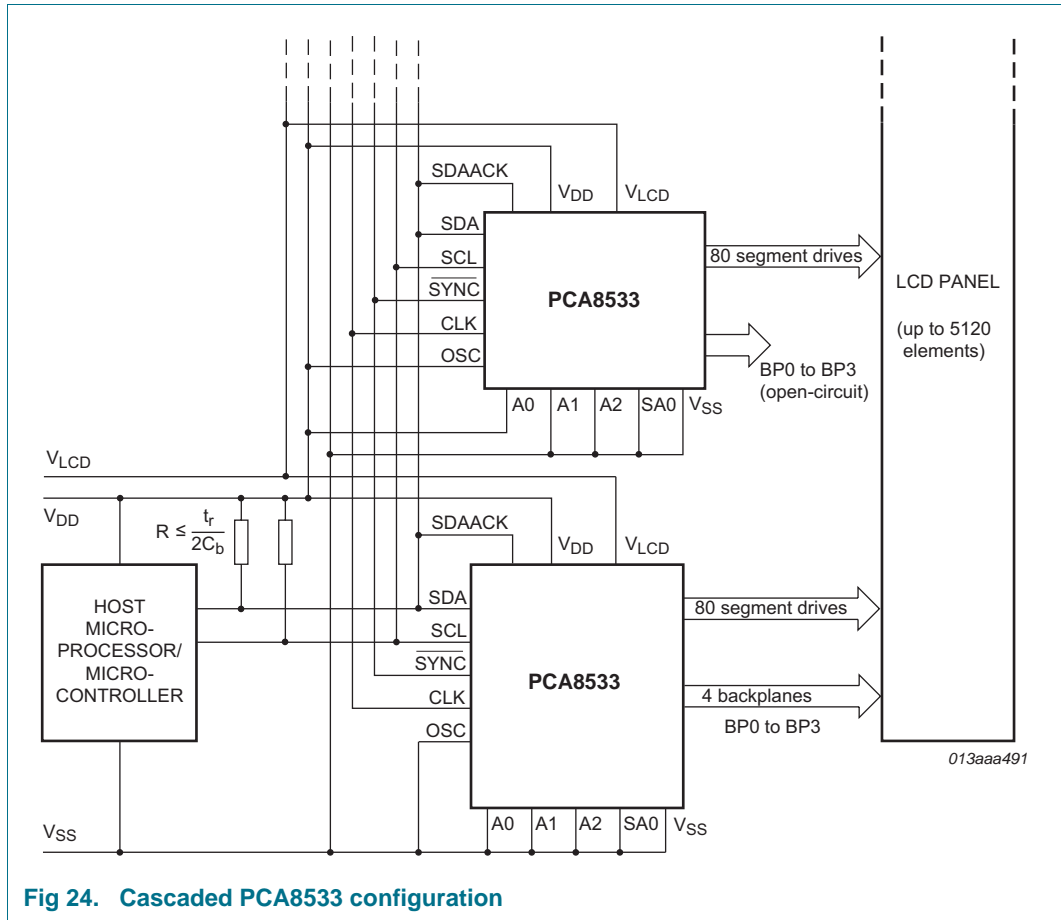 SDAACK
VDD
VLCD
SDA
SCL
SYNC
CLK
OSC
PCA8533
80 segment drives
BP0 to BP3
(open-circuit)
A0 A1 A2 SA0 VSS
LCD PANEL
(up to 5120
elements)
VLCD
VDD
R ≤ tr
2Cb
HOST
MICRO-
PROCESSOR/
MICRO-
CONTROLLER
VSS
SDAACK
VDD
VLCD
SDA
SCL
SYNC
CLK
OSC
PCA8533
80 segment drives
4 backplanes
BP0 to BP3
A0 A1 A2 SA0 VSS
013aaa491
Fig 24. Cascaded PCA8533 configuration